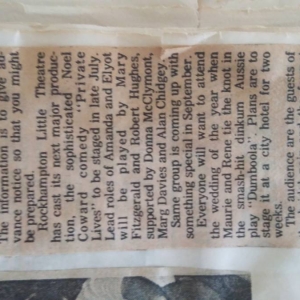 The information is to give ad-
vance notice so that you might
be prepared.
Rockhampton Little Theatre
has cast its next major produc-
tion, the sophisticated Noel
Coward comedy "Private
Lives" to be staged in late July.
Lead roles of Amanda and Elyot
will be played by Mary
Fitzgerald and Robert Hughes,
supported by Donna McClymont,
Marg Davies and Alan Chidgey.
Same group is coming up with
something special in September.
Everyone will want to attend
the wedding of the year when
Maurie and Rene tie the knot in
the smash-hit dinkum Aussie
play "Dimboola". Plans are to
stage it at a city hotel for two
weeks.
The audience are the guests of